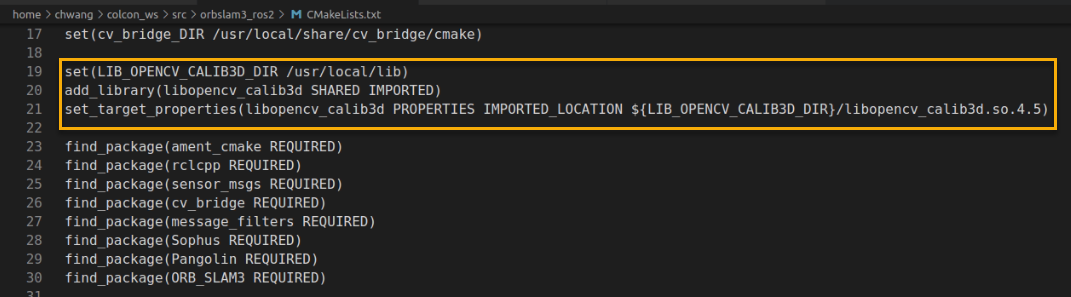 home > chwang > colcon_ws > src > orbslam3_ros2 > M CMakeLists.txt
17 set(cv_bridge_DIR /usr/local/share/cv_bridge/cmake)
18
19 set(LIB_OPENCV_CALIB3D_DIR /usr/local/lib)
20 add_library(libopencv_calib3d SHARED IMPORTED)
21 set_target_properties(libopencv_calib3d PROPERTIES IMPORTED_LOCATION ${LIB_OPENCV_CALIB3D_DIR}/libopencv_calib3d.so.4.5)
22
23 find_package(ament_cmake REQUIRED)
24 find_package(rclcpp REQUIRED)
25 find_package(sensor_msgs REQUIRED)
26 find_package(cv_bridge REQUIRED)
27 find_package(message_filters REQUIRED)
28 find_package(Sophus REQUIRED)
29 find_package(Pangolin REQUIRED)
30 find_package(ORB_SLAM3 REQUIRED)
31